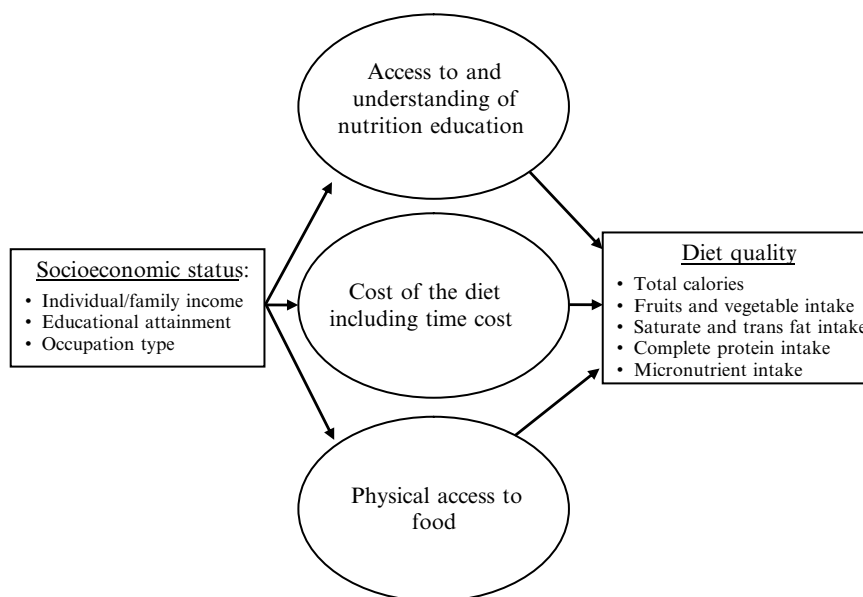 Access to and
understanding of
nutrition education
Socioeconomic status:
• Individual/family income
• Educational attainment
• Occupation type
Cost of the diet
including time cost
Diet quality
• Total calories
• Fruits and vegetable intake
• Saturate and trans fat intake
• Complete protein intake
• Micronutrient intake
Physical access to
food